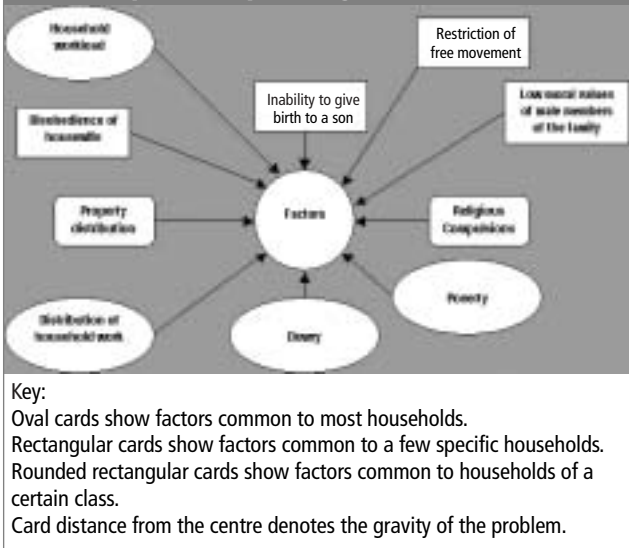 Household
workload
Restriction of
free movement
Inability to give
birth to a son
Low moral values
of male members
of the family
Disobedience of
housewife
Property
distribution
Factors
Religious
Compulsions
Poverty
Distribution of
household work
Dowry
Key:
Oval cards show factors common to most households.
Rectangular cards show factors common to a few specific households.
Rounded rectangular cards show factors common to households of a
certain class.
Card distance from the centre denotes the gravity of the problem.